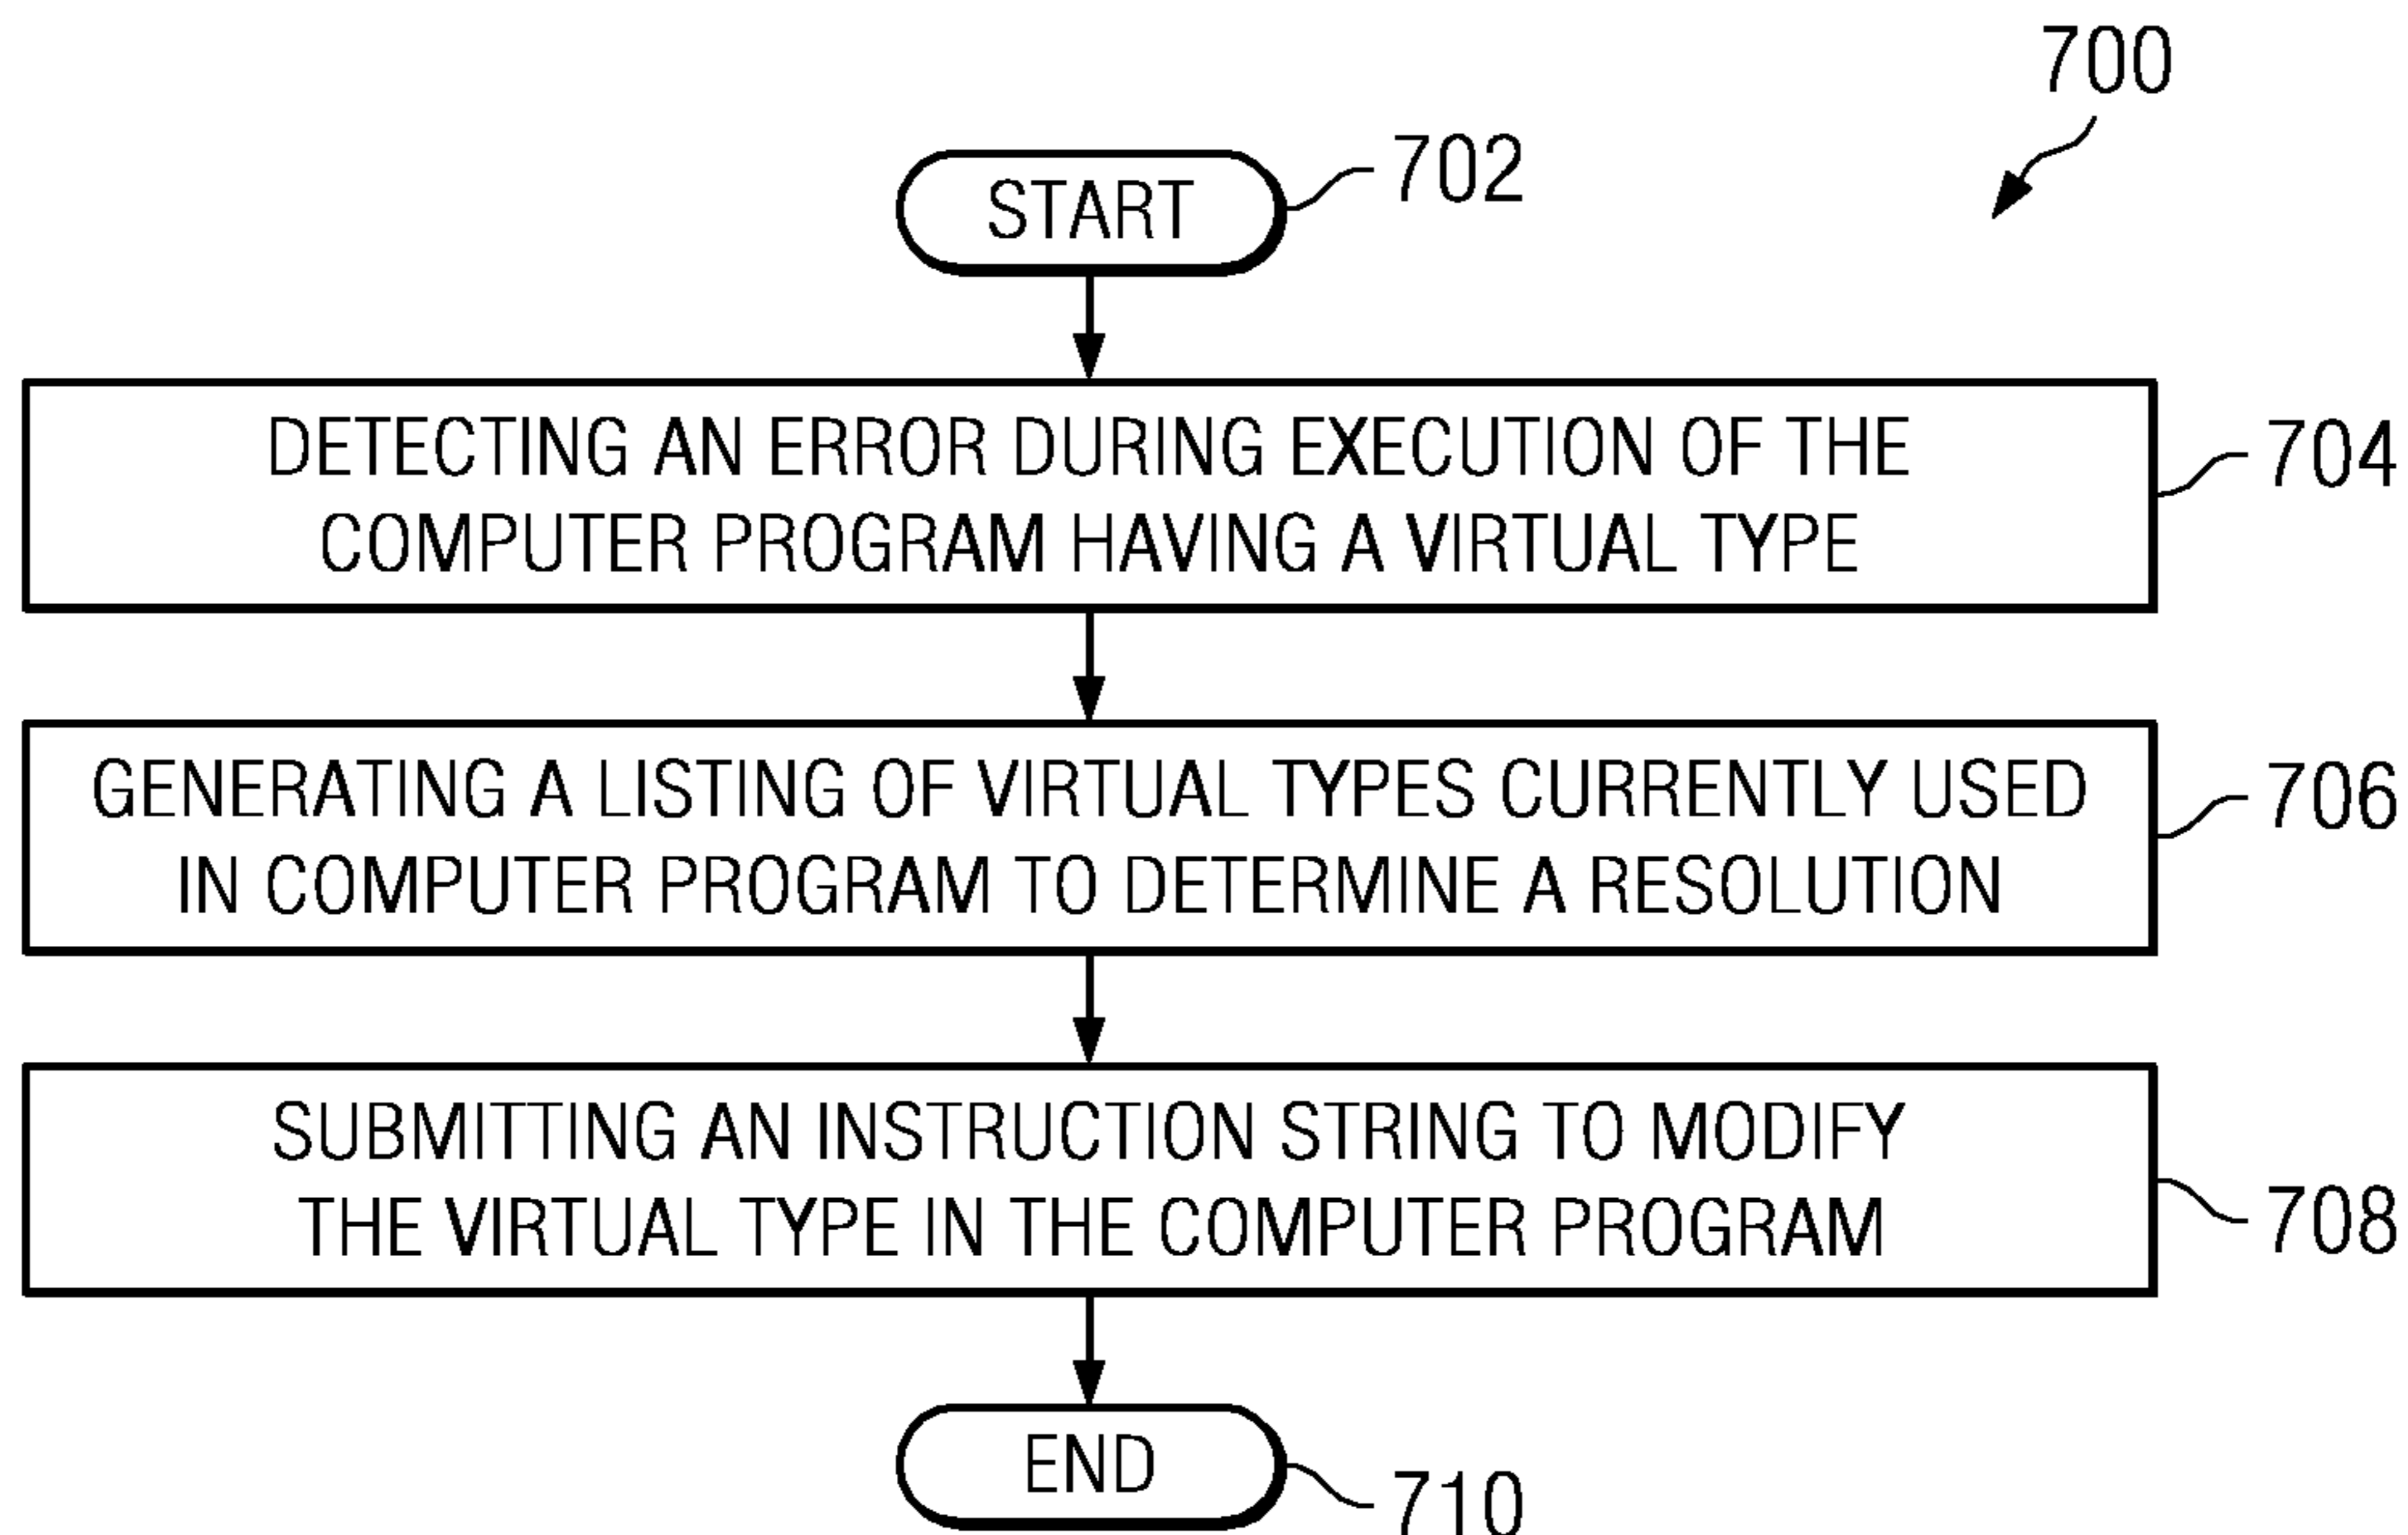 700
START
702
DETECTING AN ERROR DURING EXECUTION OF THE
COMPUTER PROGRAM HAVING A VIRTUAL TYPE
704
GENERATING A LISTING OF VIRTUAL TYPES CURRENTLY USED
IN COMPUTER PROGRAM TO DETERMINE A RESOLUTION
706
SUBMITTING AN INSTRUCTION STRING TO MODIFY
THE VIRTUAL TYPE IN THE COMPUTER PROGRAM
708
END
710